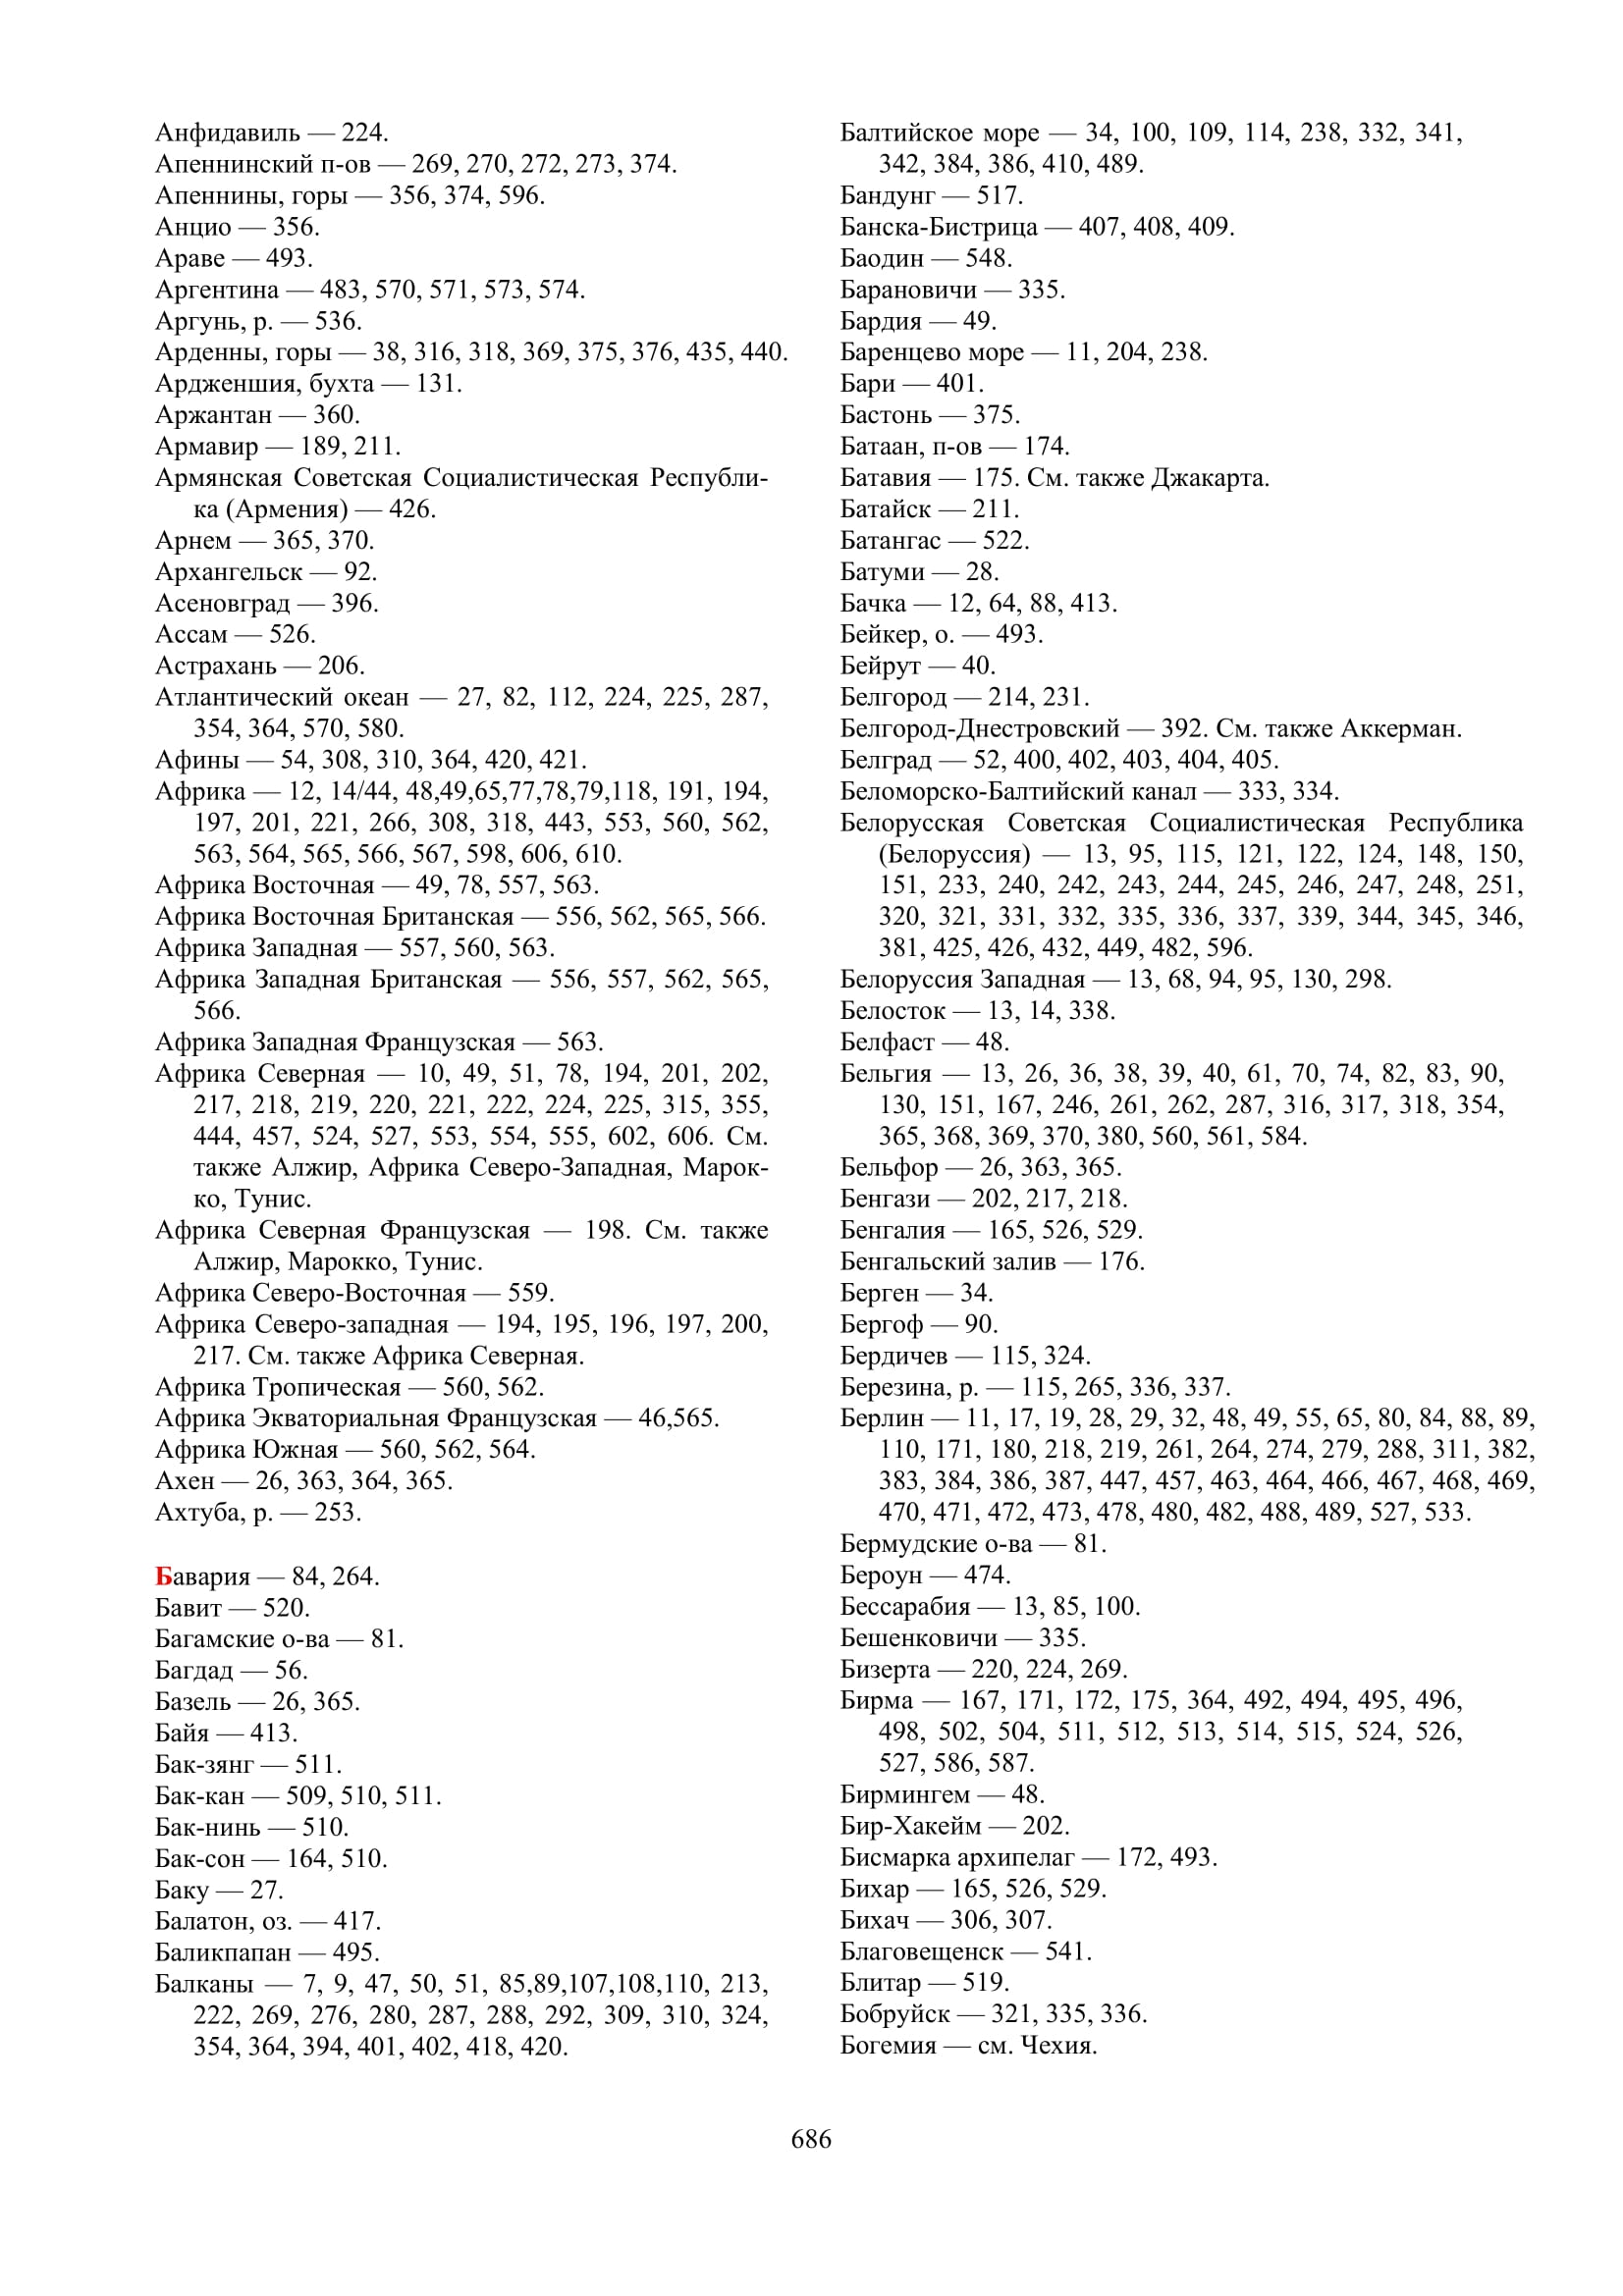 Анфидавиль — 224.
Апеннинский п-ов — 269, 270, 272, 273, 374.
Апеннины, горы — 356, 374, 596.
Анцио — 356.
Араве — 493.
Аргентина — 483, 570, 571, 573, 574.
Аргунь, р. — 536.
Арденны, горы — 38, 316, 318, 369, 375, 376, 435, 440.
Ардженшия, бухта — 131.
Аржантан — 360.
Армавир — 189, 211.
Армянская Советская Социалистическая Республи-
ка (Армения) — 426.
Арнем — 365, 370.
Архангельск — 92.
Асеновград — 396.
Ассам — 526.
Астрахань — 206.
Атлантический океан — 27, 82, 112, 224, 225, 287,
354, 364, 570, 580.
Афины — 54, 308, 310, 364, 420, 421.
Африка — 12, 14/44, 48,49,65,77,78,79,118, 191, 194,
197, 201, 221, 266, 308, 318, 443, 553, 560, 562,
563, 564, 565, 566, 567, 598, 606, 610.
Африка Восточная — 49, 78, 557, 563.
Африка Восточная Британская — 556, 562, 565, 566.
Африка Западная — 557, 560, 563.
Африка Западная Британская — 556, 557, 562, 565,
566.
Африка Западная Французская — 563.
Африка Северная — 10, 49, 51, 78, 194, 201, 202,
217, 218, 219, 220, 221, 222, 224, 225, 315, 355,
444, 457, 524, 527, 553, 554, 555, 602, 606. См.
также Алжир, Африка Северо-Западная, Марок-
ко, Тунис.
Африка Северная Французская — 198. См. также
Алжир, Марокко, Тунис.
Африка Северо-Восточная — 559.
Африка Северо-западная — 194, 195, 196, 197, 200,
217. См. также Африка Северная.
Африка Тропическая — 560, 562.
Африка Экваториальная Французская — 46,565.
Африка Южная — 560, 562, 564.
Ахен — 26, 363, 364, 365.
Ахтуба, р. — 253.
Бавария — 84, 264.
Бавит — 520.
Багамские о-ва — 81.
Багдад — 56.
Базель — 26, 365.
Байя — 413.
Бак-зянг — 511.
Бак-кан — 509, 510, 511.
Бак-нинь — 510.
Бак-сон — 164, 510.
Баку — 27.
Балатон, оз. — 417.
Баликпапан — 495.
Балканы — 7, 9, 47, 50, 51, 85,89,107,108,110, 213,
222, 269, 276, 280, 287, 288, 292, 309, 310, 324,
354, 364, 394, 401, 402, 418, 420.
Балтийское море — 34, 100, 109, 114, 238, 332, 341,
342, 384, 386, 410, 489.
Бандунг — 517.
Банска-Бистрица — 407, 408, 409.
Баодин — 548.
Барановичи — 335.
Бардия — 49.
Баренцево море — 11, 204, 238.
Бари — 401.
Бастонь — 375.
Батаан, п-ов — 174.
Батавия — 175. См. также Джакарта.
Батайск — 211.
Батангас — 522.
Батуми — 28.
Бачка — 12, 64, 88, 413.
Бейкер, о. — 493.
Бейрут — 40.
Белгород — 214, 231.
Белгород-Днестровский — 392. См. также Аккерман.
Белград — 52, 400, 402, 403, 404, 405.
Беломорско-Балтийский канал — 333, 334.
Белорусская Советская Социалистическая Республика
(Белоруссия) — 13, 95, 115, 121, 122, 124, 148, 150,
151, 233, 240, 242, 243, 244, 245, 246, 247, 248, 251,
320, 321, 331, 332, 335, 336, 337, 339, 344, 345, 346,
381, 425, 426, 432, 449, 482, 596.
Белоруссия Западная — 13, 68, 94, 95, 130, 298.
Белосток — 13, 14, 338.
Белфаст — 48.
Бельгия — 13, 26, 36, 38, 39, 40, 61, 70, 74, 82, 83, 90,
130, 151, 167, 246, 261, 262, 287, 316, 317, 318, 354,
365, 368, 369, 370, 380, 560, 561, 584.
Бельфор — 26, 363, 365.
Бенгази — 202, 217, 218.
Бенгалия — 165, 526, 529.
Бенгальский залив — 176.
Берген — 34.
Бергоф — 90.
Бердичев — 115, 324.
Березина, р. — 115, 265, 336, 337.
Берлин — 11, 17, 19, 28, 29, 32, 48, 49, 55, 65, 80, 84, 88, 89,
110, 171, 180, 218, 219, 261, 264, 274, 279, 288, 311, 382,
383, 384, 386, 387, 447, 457, 463, 464, 466, 467, 468, 469,
470, 471, 472, 473, 478, 480, 482, 488, 489, 527, 533.
Бермудские о-ва — 81.
Бероун — 474.
Бессарабия — 13, 85, 100.
Бешенковичи — 335.
Бизерта — 220, 224, 269.
Бирма — 167, 171, 172, 175, 364, 492, 494, 495, 496,
498, 502, 504, 511, 512, 513, 514, 515, 524, 526,
527, 586, 587.
Бирмингем — 48.
Бир-Хакейм — 202.
Бисмарка архипелаг — 172, 493.
Бихар — 165, 526, 529.
Бихач — 306, 307.
Благовещенск — 541.
Блитар — 519.
Бобруйск — 321, 335, 336.
Богемия — см. Чехия.
686